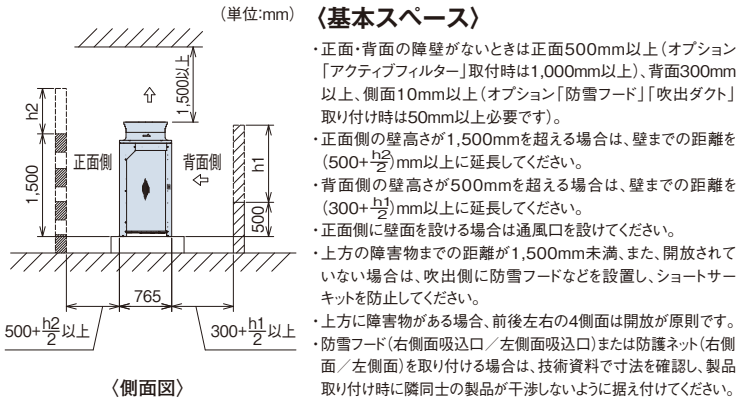 (単位:mm)
1,500以上
h2
1,500
正面側
背面側
h1
500
765
500+h2/2以上
300+h1/2以上
〈側面図〉
〈基本スペース〉
・正面・背面の障壁がないときは正面500mm以上(オプション
「アクティブフィルター」取付時は1,000mm以上)、背面300mm
以上、側面10mm以上(オプション「防雪フード」「吹出ダクト」
取り付け時は50mm以上必要です)。
・正面側の壁高さが1,500mmを超える場合は、壁までの距離を
(500+h2/2)mm以上に延長してください。
・背面側の壁高さが500mmを超える場合は、壁までの距離を
(300+h1/2)mm以上に延長してください。
・正面側に壁面を設ける場合は通風口を設けてください。
・上方の障害物までの距離が1,500mm未満、また、開放されて
いない場合は、吹出側に防雪フードなどを設置し、ショートサー
キットを防止してください。
・上方に障害物がある場合、前後左右の4側面は開放が原則です。
・防雪フード(右側面吸込口/左側面吸込口)または防護ネット(右側
面/左側面)を取り付ける場合は、技術資料で寸法を確認し、製品
取り付け時に隣同士の製品が干渉しないように据え付けてください。